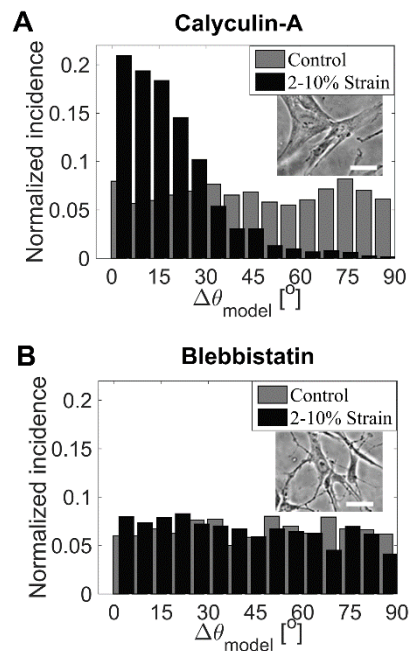 A
Calyculin-A
Control
2-10% Strain
Normalized incidence
0.2
0.15
0.1
0.05
0
0 15 30 45 60 75 90
Δθmodel [o]
B
Blebbistatin
Control
2-10% Strain
Normalized incidence
0.2
0.15
0.1
0.05
0
0 15 30 45 60 75 90
Δθmodel [o]